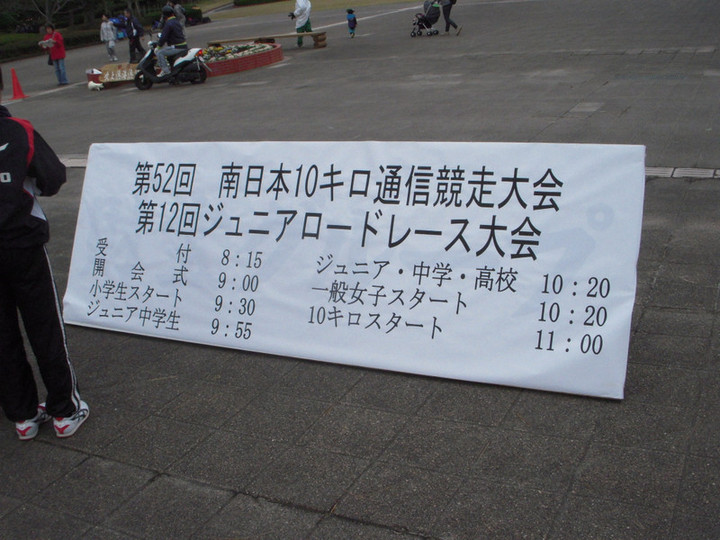 第52回 南日本10キロ通信競走大会
第12回ジュニアロードレース大会
受付 8:15
開会式 9:00
小学生スタート 9:30
ジュニア中学生 9:55
ジュニア・中学・高校 10:20
一般女子スタート 10:20
10キロスタート 11:00